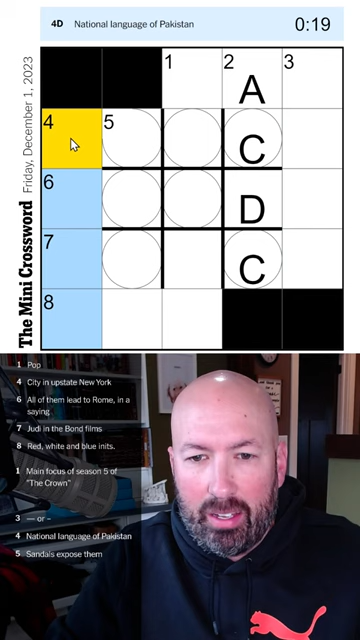 4D National language of Pakistan 0:19
The Mini Crossword Friday, December 1, 2023
1 2 3
A
4 5
C
6
D
7
C
8
1 Pop
4 City in upstate New York
6 All of them lead to Rome, in a
saying
7 Judi in the Bond films
8 Red, white and blue inits.
1 Main focus of season 5 of
"The Crown"
3 — or –
4 National language of Pakistan
5 Sandals expose them